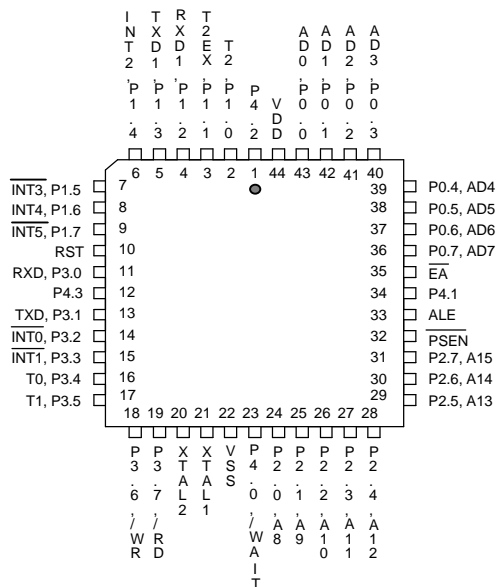 INT2, P1.4
TXD1, P1.3
RXD1, P1.2
T2EX, P1.1
T2, P1.0
P4.2
VDD
AD0, P0.0
AD1, P0.1
AD2, P0.2
AD3, P0.3
6 5 4 3 2 1 44 43 42 41 40
INT3, P1.5 7
INT4, P1.6 8
INT5, P1.7 9
RST 10
RXD, P3.0 11
P4.3 12
TXD, P3.1 13
INT0, P3.2 14
INT1, P3.3 15
T0, P3.4 16
T1, P3.5 17
39 P0.4, AD4
38 P0.5, AD5
37 P0.6, AD6
36 P0.7, AD7
35 EA
34 P4.1
33 ALE
32 PSEN
31 P2.7, A15
30 P2.6, A14
29 P2.5, A13
18 19 20 21 22 23 24 25 26 27 28
P3.6, /WR
P3.7, /RD
XTAL2
XTAL1
VSS
P4.0, /WAIT
P2.0, A8
P2.1, A9
P2.2, A10
P2.3, A11
P2.4, A12